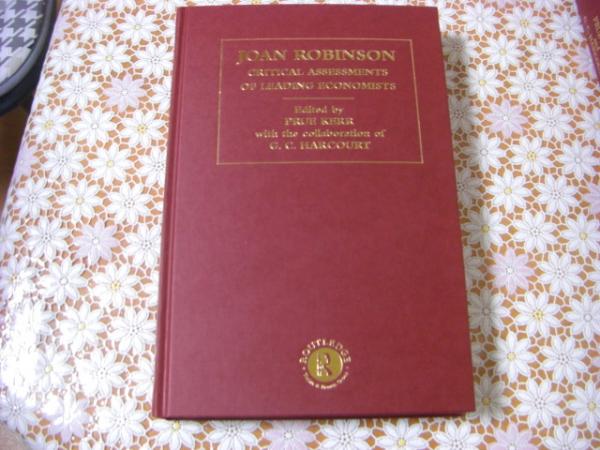 JOAN ROBINSON
CRITICAL ASSESSMENTS
OF LEADING ECONOMISTS
Edited by
PRUE KERR
with the collaboration of
G. C. HARCOURT
ROUTLEDGE
R